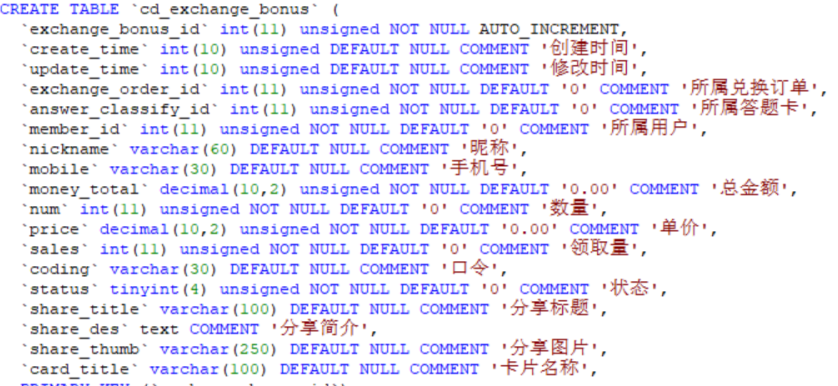 CREATE TABLE `cd_exchange_bonus` (
`exchange_bonus_id` int(11) unsigned NOT NULL AUTO_INCREMENT,
`create_time` int(10) unsigned DEFAULT NULL COMMENT '创建时间',
`update_time` int(10) unsigned DEFAULT NULL COMMENT '修改时间',
`exchange_order_id` int(11) unsigned NOT NULL DEFAULT '0' COMMENT '所属兑换订单',
`answer_classify_id` int(11) unsigned NOT NULL DEFAULT '0' COMMENT '所属答题卡',
`member_id` int(11) unsigned NOT NULL DEFAULT '0' COMMENT '所属用户',
`nickname` varchar(60) DEFAULT NULL COMMENT '昵称',
`mobile` varchar(30) DEFAULT NULL COMMENT '手机号',
`money_total` decimal(10,2) unsigned NOT NULL DEFAULT '0.00' COMMENT '总金额',
`num` int(11) unsigned NOT NULL DEFAULT '0' COMMENT '数量',
`price` decimal(10,2) unsigned NOT NULL DEFAULT '0.00' COMMENT '单价',
`sales` int(11) unsigned NOT NULL DEFAULT '0' COMMENT '领取量',
`coding` varchar(30) DEFAULT NULL COMMENT '口令',
`status` tinyint(4) unsigned NOT NULL DEFAULT '0' COMMENT '状态',
`share_title` varchar(100) DEFAULT NULL COMMENT '分享标题',
`share_des` text COMMENT '分享简介',
`share_thumb` varchar(250) DEFAULT NULL COMMENT '分享图片',
`card_title` varchar(100) DEFAULT NULL COMMENT '卡片名称',